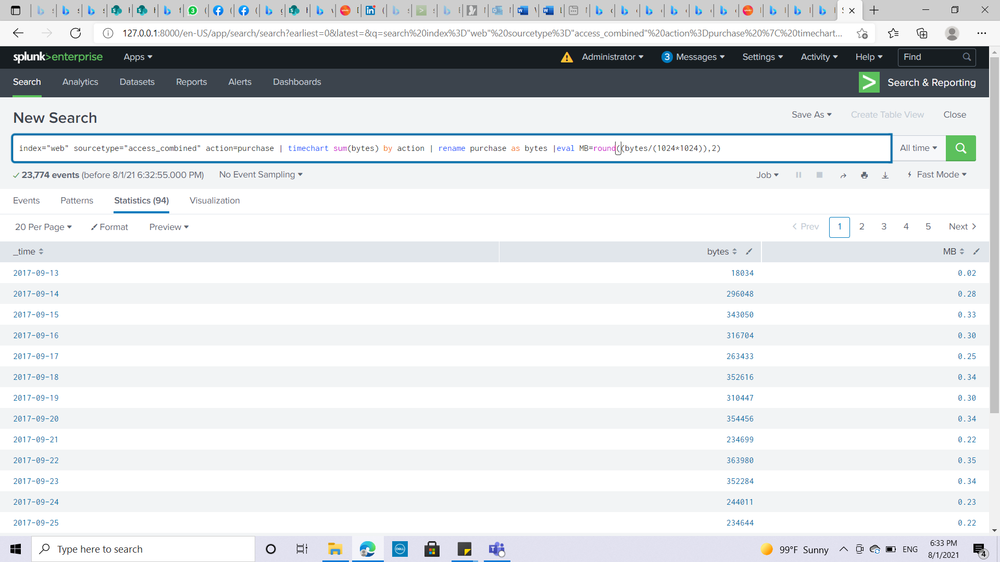 127.0.0.1:8000/en-US/app/search/search?earliest=0&latest=&q=search%20index%3D"web"%20sourcetype%3D"access_combined"%20action%3Dpurchase%20%7C%20timechart...
splunk>enterprise Apps Administrator 3 Messages Settings Activity Help Find
Search Analytics Datasets Reports Alerts Dashboards Search & Reporting
New Search Save As Create Table View Close
index="web" sourcetype="access_combined" action=purchase | timechart sum(bytes) by action | rename purchase as bytes |eval MB=round((bytes/(1024*1024)),2) All time
23,774 events (before 8/1/21 6:32:55.000 PM) No Event Sampling Job Fast Mode
Events Patterns Statistics (94) Visualization
20 Per Page Format Preview Prev 1 2 3 4 5 Next
_time bytes MB
2017-09-13 18034 0.02
2017-09-14 296048 0.28
2017-09-15 343050 0.33
2017-09-16 316704 0.30
2017-09-17 263433 0.25
2017-09-18 352616 0.34
2017-09-19 310447 0.30
2017-09-20 354456 0.34
2017-09-21 234699 0.22
2017-09-22 363980 0.35
2017-09-23 352284 0.34
2017-09-24 244011 0.23
2017-09-25 234644 0.22
Type here to search DELL 99°F Sunny ENG 6:33 PM
8/1/2021 4